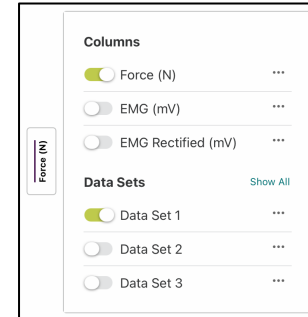 Columns
Force (N)
EMG (mV)
EMG Rectified (mV)
Force (N)
Data Sets Show All
Data Set 1
Data Set 2
Data Set 3